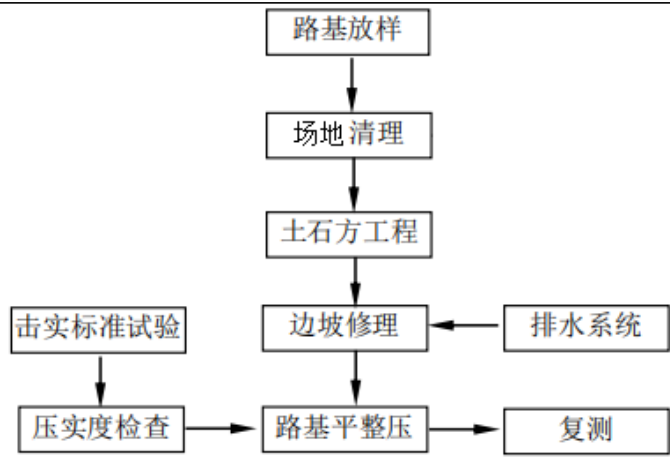 路基放样
场地清理
土石方工程
击实标准试验
边坡修理
排水系统
压实度检查
路基平整压
复测